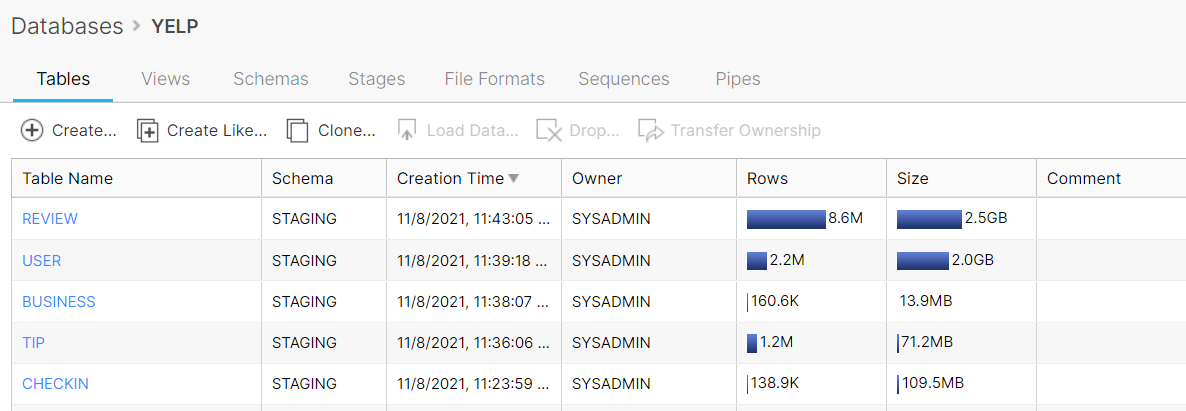 Databases > YELP
Tables Views Schemas Stages File Formats Sequences Pipes
Create... Create Like... Clone... Load Data... Drop... Transfer Ownership
Table Name Schema Creation Time Owner Rows Size Comment
REVIEW STAGING 11/8/2021, 11:43:05 ... SYSADMIN 8.6M 2.5GB
USER STAGING 11/8/2021, 11:39:18 ... SYSADMIN 2.2M 2.0GB
BUSINESS STAGING 11/8/2021, 11:38:07 ... SYSADMIN 160.6K 13.9MB
TIP STAGING 11/8/2021, 11:36:06 ... SYSADMIN 1.2M 71.2MB
CHECKIN STAGING 11/8/2021, 11:23:59 ... SYSADMIN 138.9K 109.5MB